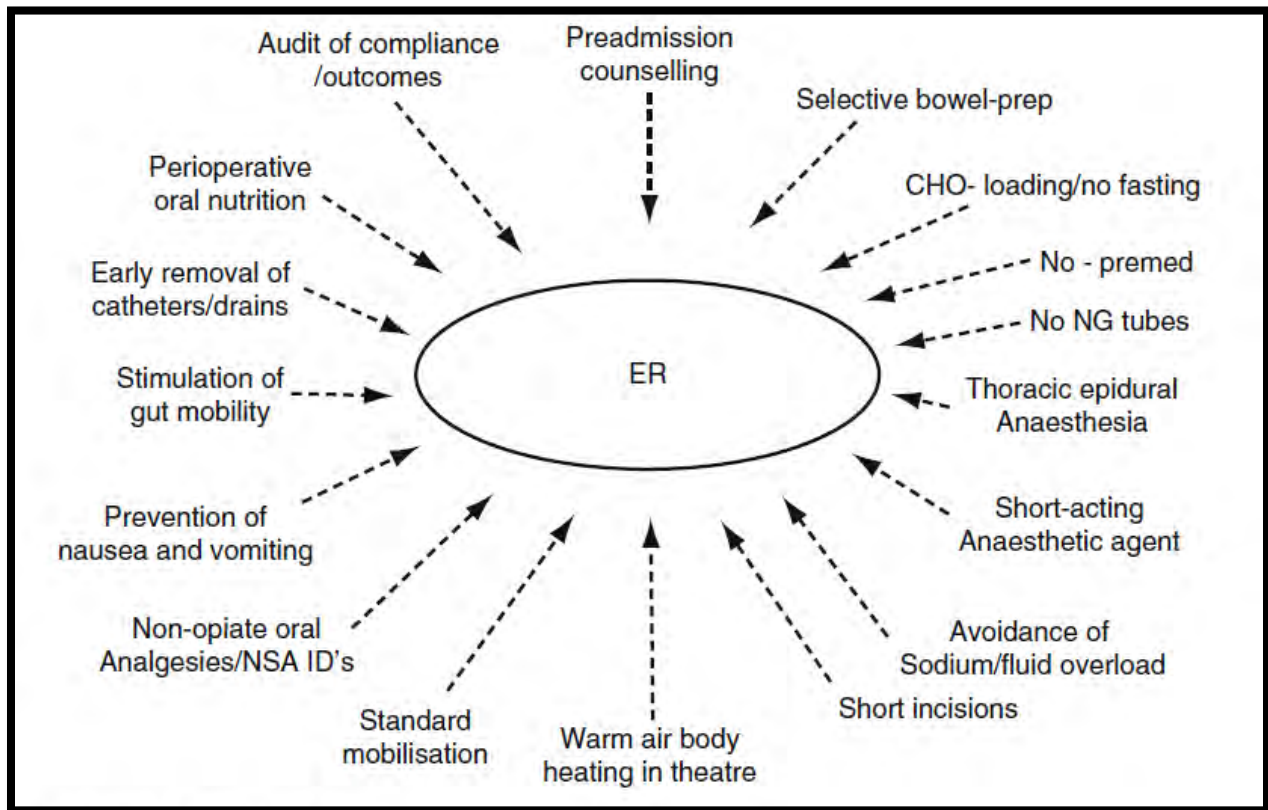 Preadmission
counselling
Selective bowel-prep
CHO- loading/no fasting
No - premed
No NG tubes
Thoracic epidural
Anaesthesia
Short-acting
Anaesthetic agent
Avoidance of
Sodium/fluid overload
Short incisions
Warm air body
heating in theatre
Standard
mobilisation
Non-opiate oral
Analgesies/NSA ID's
Prevention of
nausea and vomiting
Stimulation of
gut mobility
Early removal of
catheters/drains
Perioperative
oral nutrition
Audit of compliance
/outcomes
ER